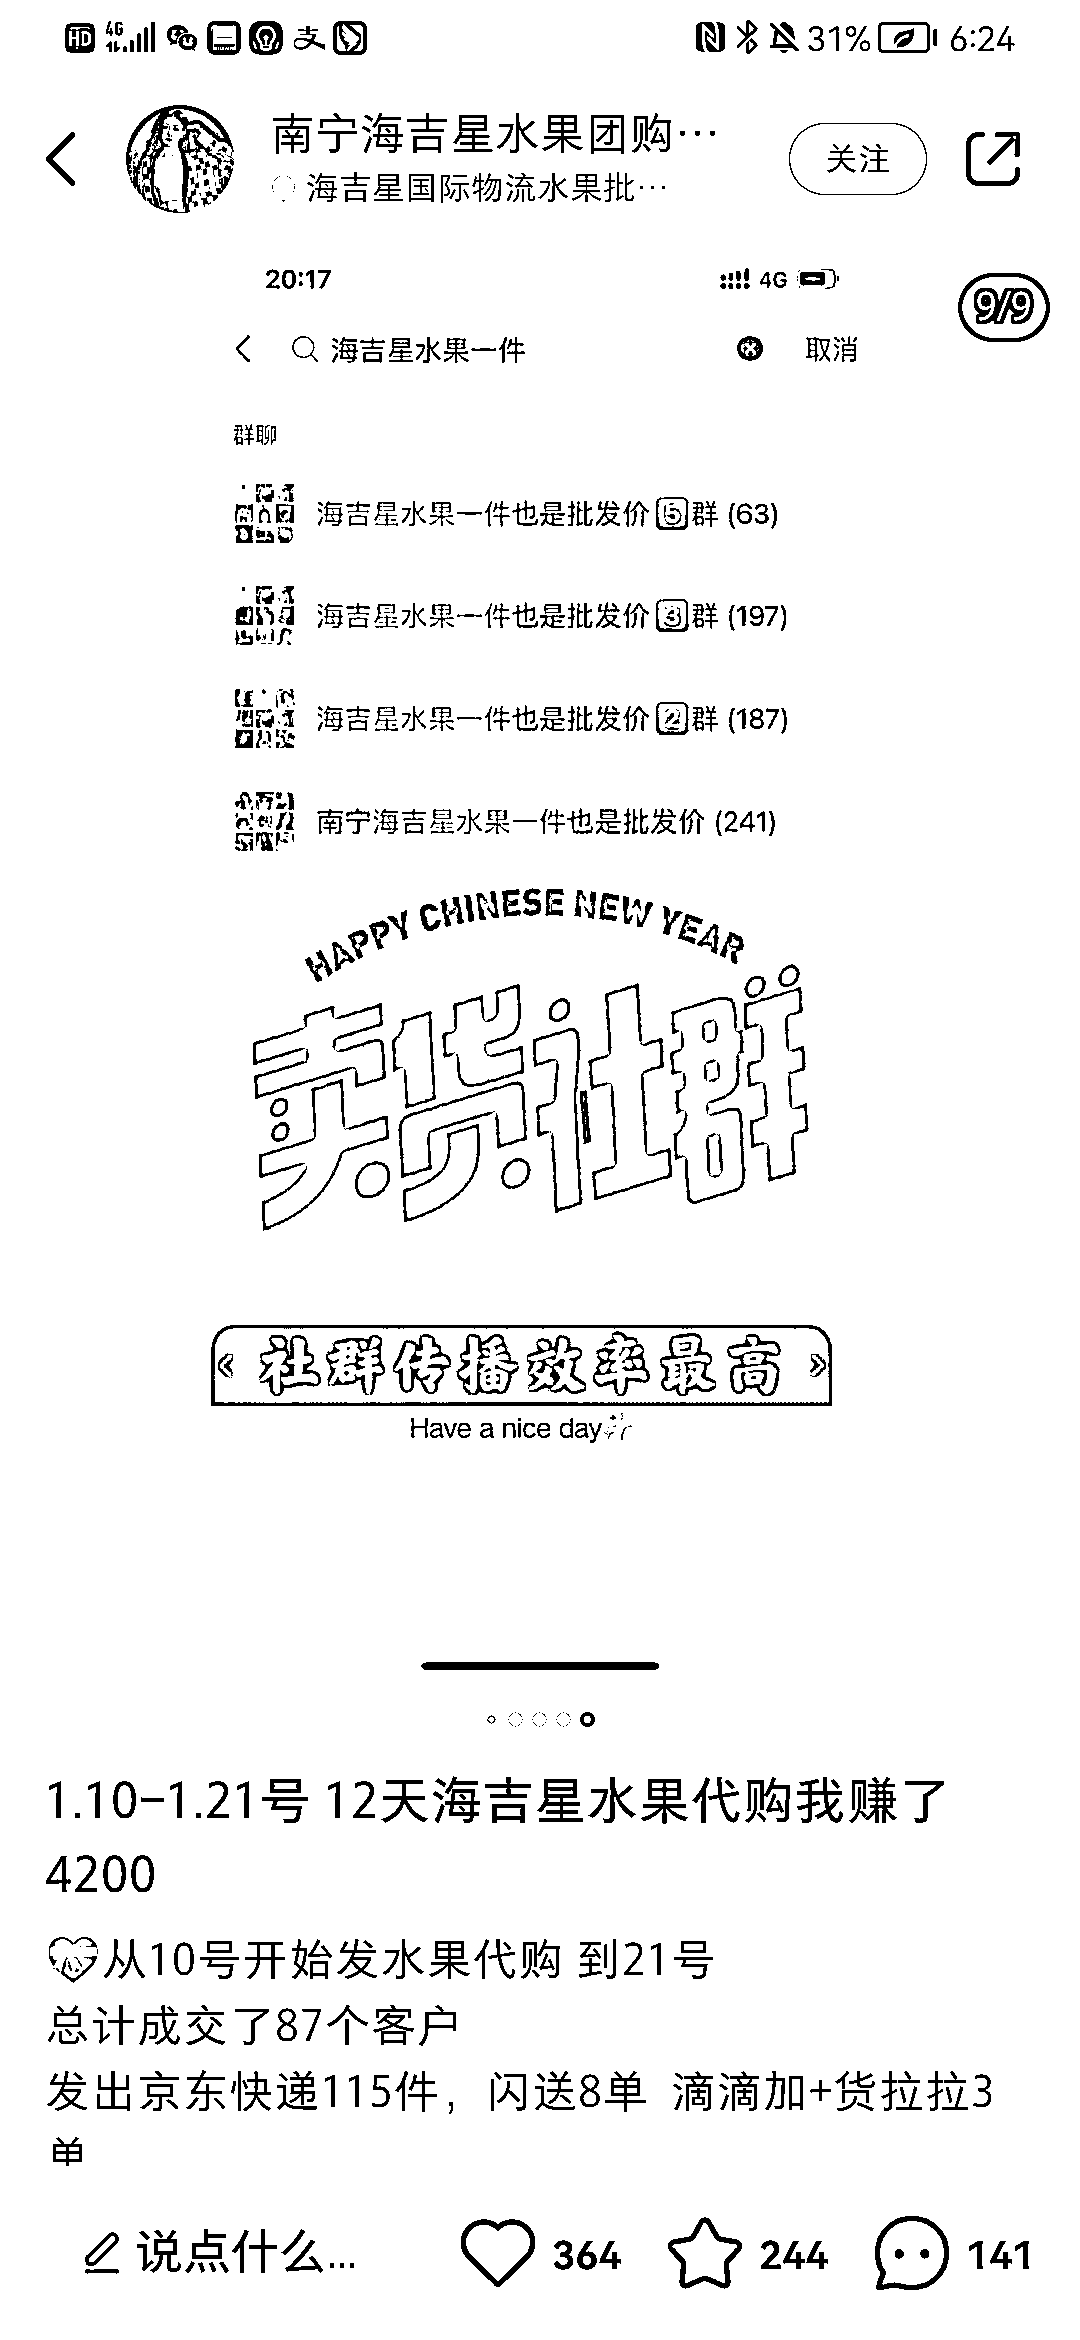 HD 4G 31% 6:24
南宁海吉星水果团购…
海吉星国际物流水果批…
关注
20:17 4G
9/9
海吉星水果一件 取消
群聊
海吉星水果一件也是批发价5群 (63)
海吉星水果一件也是批发价3群 (197)
海吉星水果一件也是批发价2群 (187)
南宁海吉星水果一件也是批发价 (241)
HAPPY CHINESE NEW YEAR
卖货社群
《 社群传播效率最高 》
Have a nice day
1.10-1.21号 12天海吉星水果代购我赚了
4200
从10号开始发水果代购 到21号
总计成交了87个客户
发出京东快递115件，闪送8单 滴滴加+货拉拉3
单
说点什么... 364 244 141